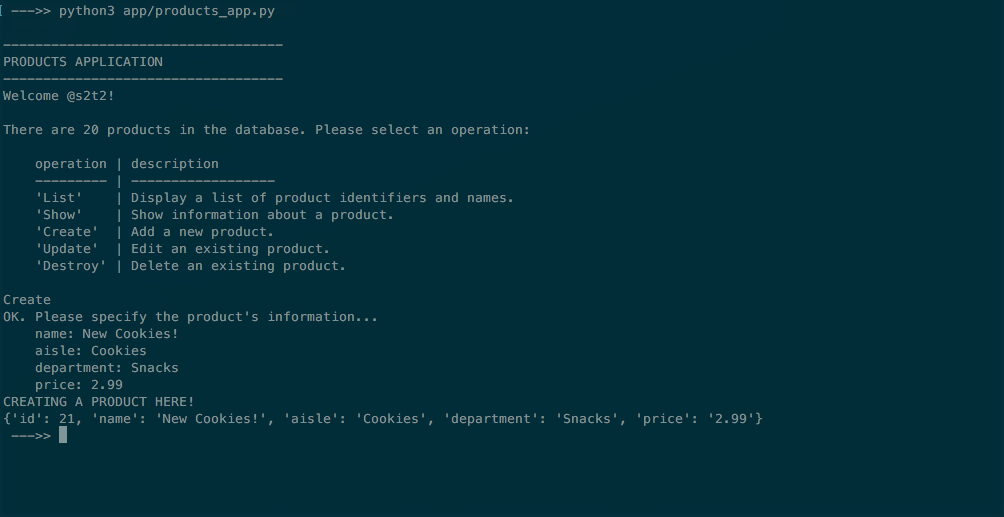 [ --->> python3 app/products_app.py
-----------------------------------
PRODUCTS APPLICATION
-----------------------------------
Welcome @s2t2!
There are 20 products in the database. Please select an operation:
    operation | description
    --------- | ------------------
    'List'    | Display a list of product identifiers and names.
    'Show'    | Show information about a product.
    'Create'  | Add a new product.
    'Update'  | Edit an existing product.
    'Destroy' | Delete an existing product.
Create
OK. Please specify the product's information...
    name: New Cookies!
    aisle: Cookies
    department: Snacks
    price: 2.99
CREATING A PRODUCT HERE!
{'id': 21, 'name': 'New Cookies!', 'aisle': 'Cookies', 'department': 'Snacks', 'price': '2.99'}
 --->>